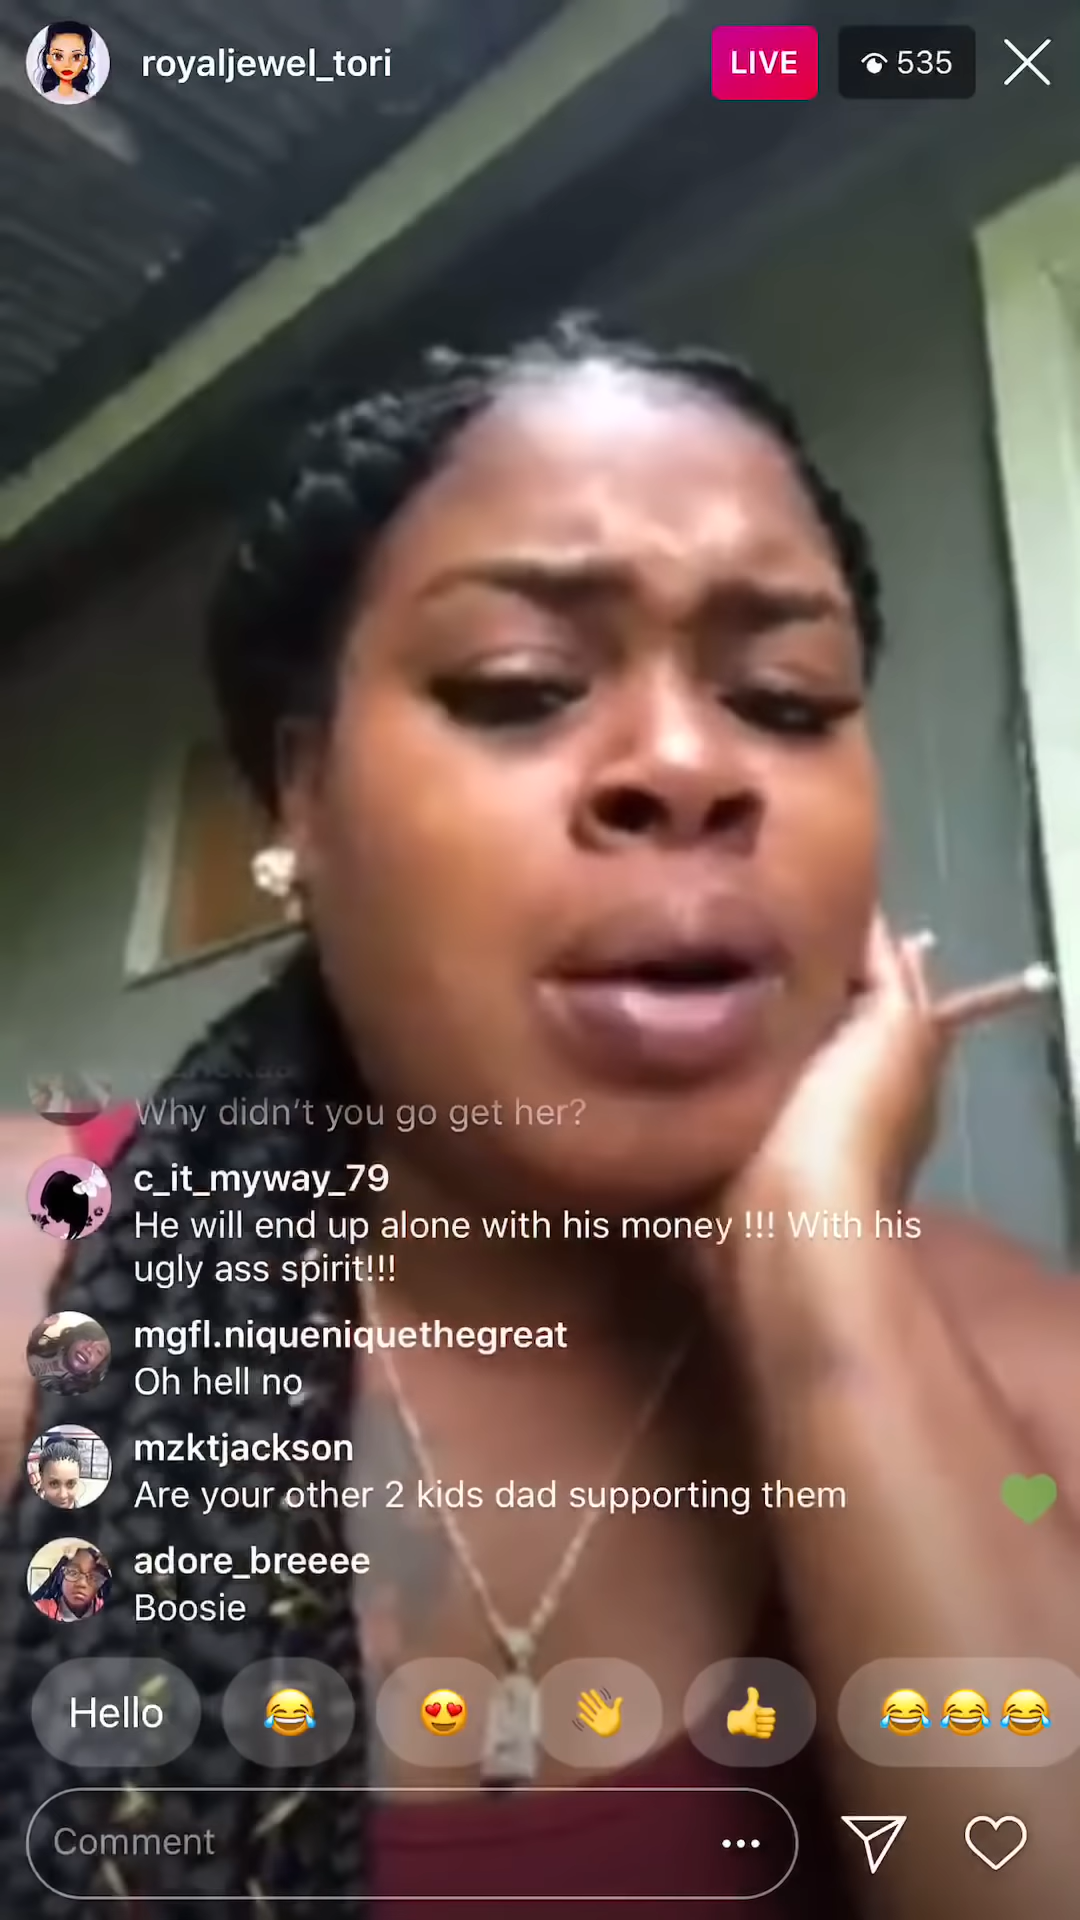 royaljewel_tori
LIVE
535
Why didn't you go get her?
c_it_myway_79
He will end up alone with his money !!! With his
ugly ass spirit!!!
mgfl.niqueniquethegreat
Oh hell no
mzktjackson
Are your other 2 kids dad supporting them
adore_breeee
Boosie
Hello
Comment